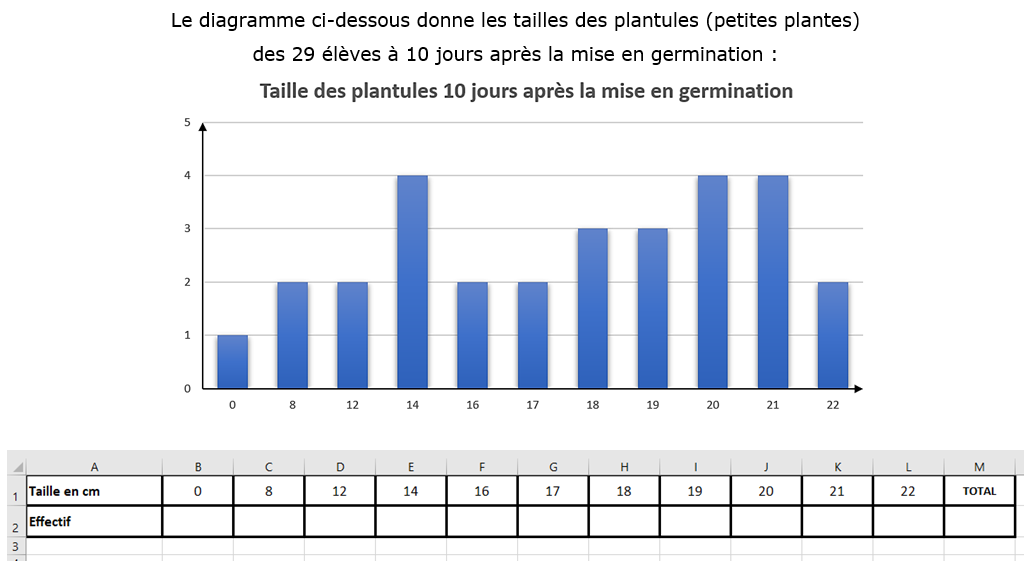 Le diagramme ci-dessous donne les tailles des plantules (petites plantes)
des 29 élèves à 10 jours après la mise en germination :
Taille des plantules 10 jours après la mise en germination
5
4
3
2
1
0
0 8 12 14 16 17 18 19 20 21 22
A B C D E F G H I J K L M
1 Taille en cm 0 8 12 14 16 17 18 19 20 21 22 TOTAL
2 Effectif
3